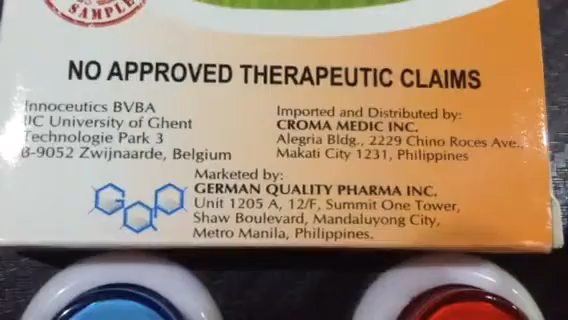 SAMPLE
NO APPROVED THERAPEUTIC CLAIMS
Innoceutics BVBA
IIC University of Ghent
Technologie Park 3
B-9052 Zwijnaarde, Belgium
Imported and Distributed by:
CROMA MEDIC INC.
Alegria Bldg., 2229 Chino Roces Ave.,
Makati City 1231, Philippines
Marketed by:
GERMAN QUALITY PHARMA INC.
Unit 1205 A, 12/F, Summit One Tower,
Shaw Boulevard, Mandaluyong City,
Metro Manila, Philippines.